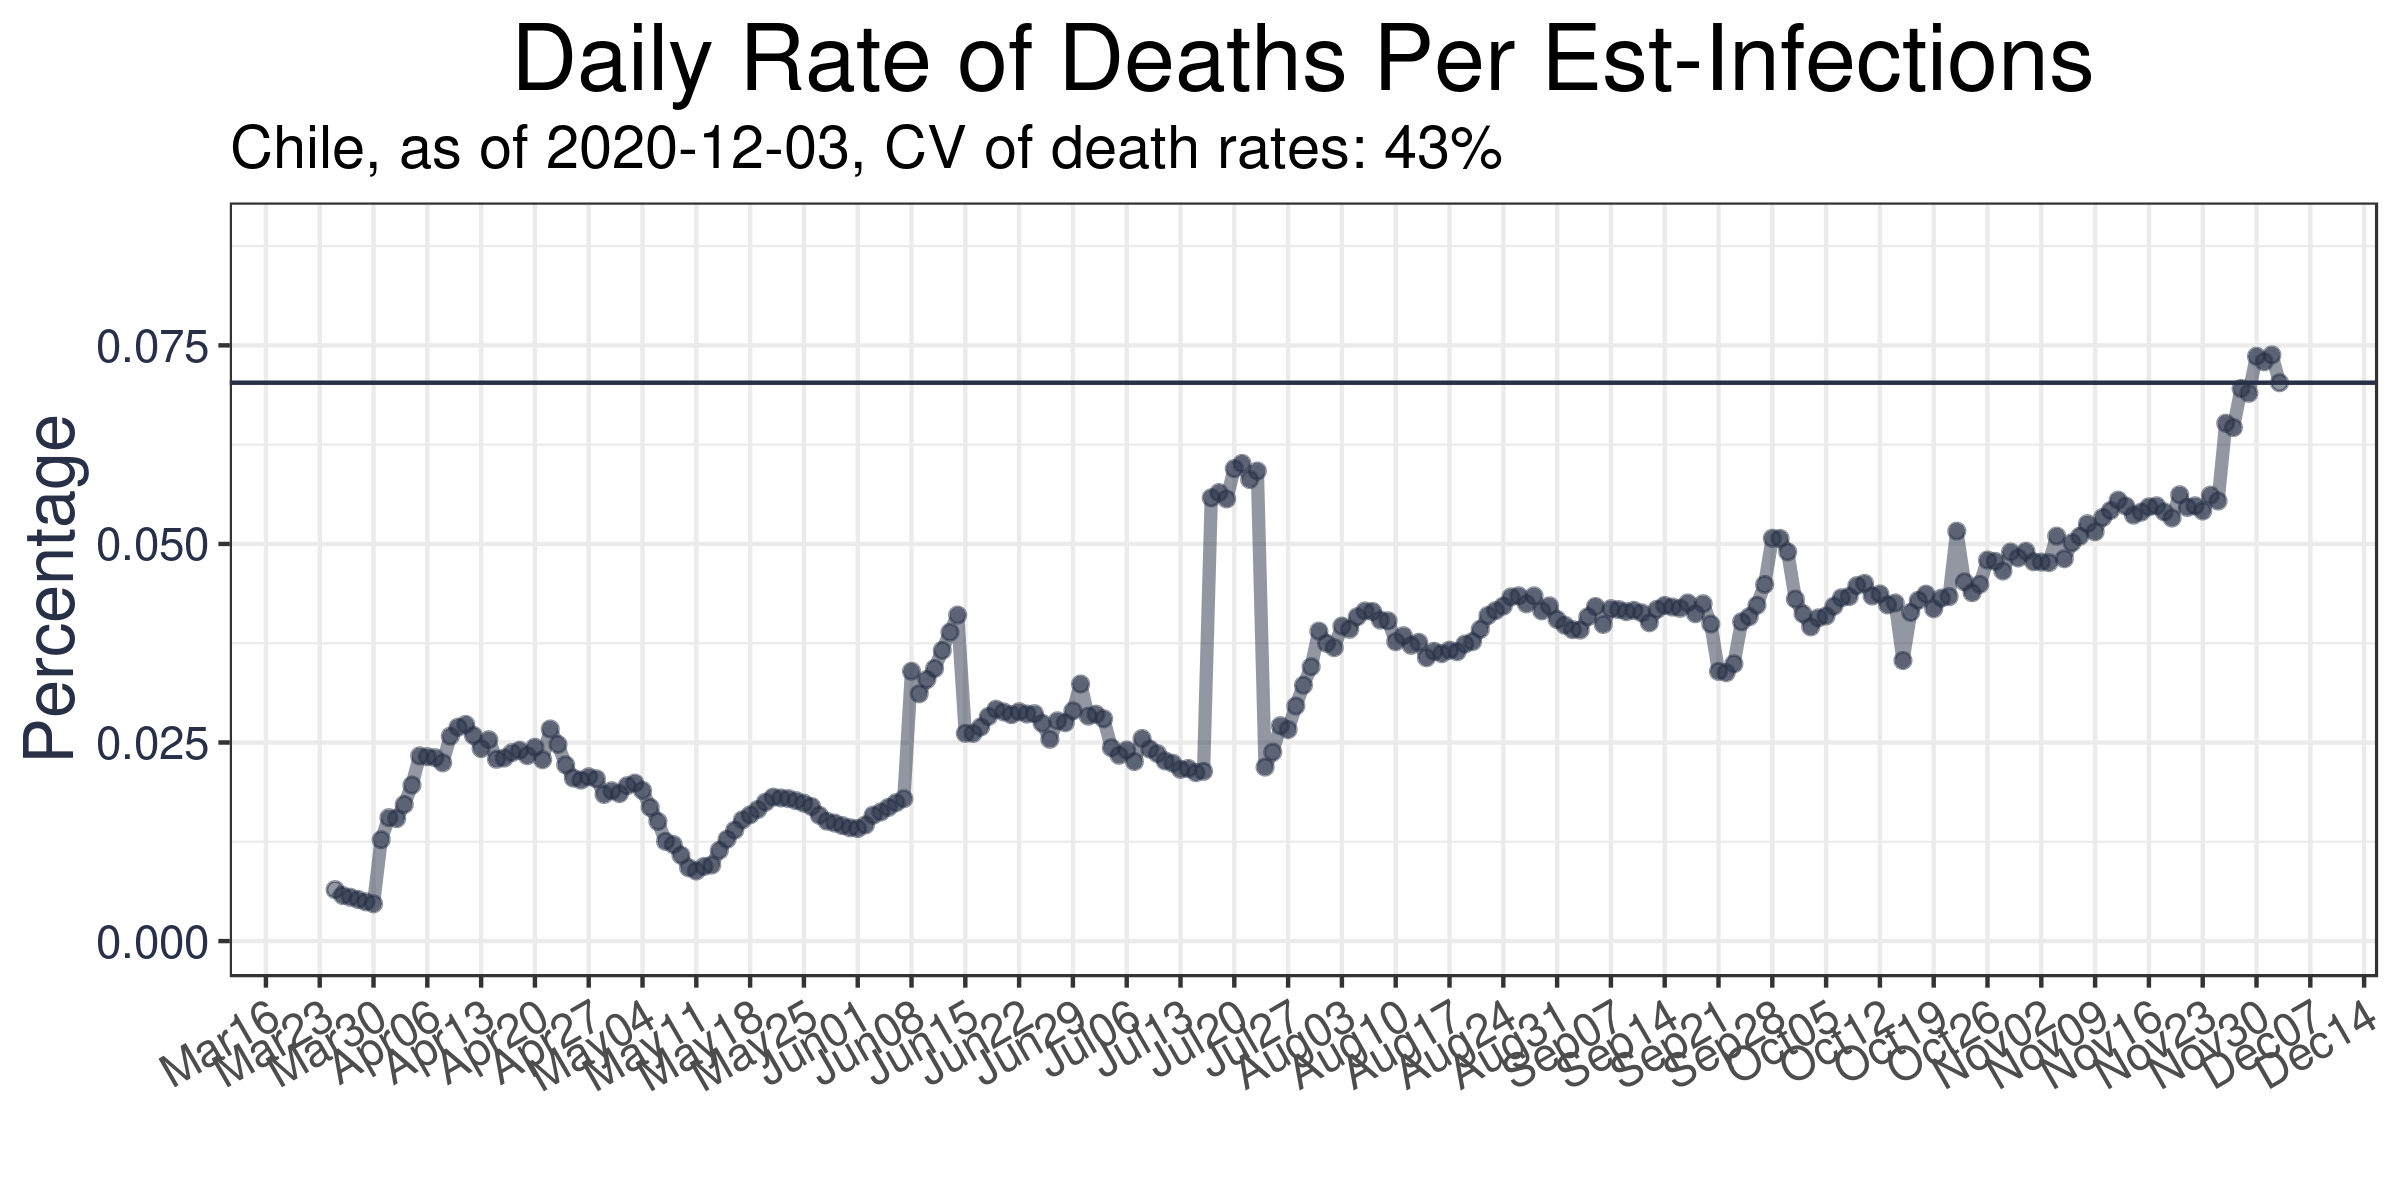 Daily Rate of Deaths Per Est-Infections
Chile, as of 2020-12-03, CV of death rates: 43%
Percentage
0.075
0.050
0.025
0.000
Mar16
Mar23
Mar30
Apr06
Apr13
Apr20
Apr27
May04
May11
May18
May25
Jun01
Jun08
Jun15
Jun22
Jun29
Jul06
Jul13
Jul20
Jul27
Aug03
Aug10
Aug17
Aug24
Aug31
Sep07
Sep14
Sep21
Sep28
Oct05
Oct12
Oct19
Oct26
Nov02
Nov09
Nov16
Nov23
Nov30
Dec07
Dec14